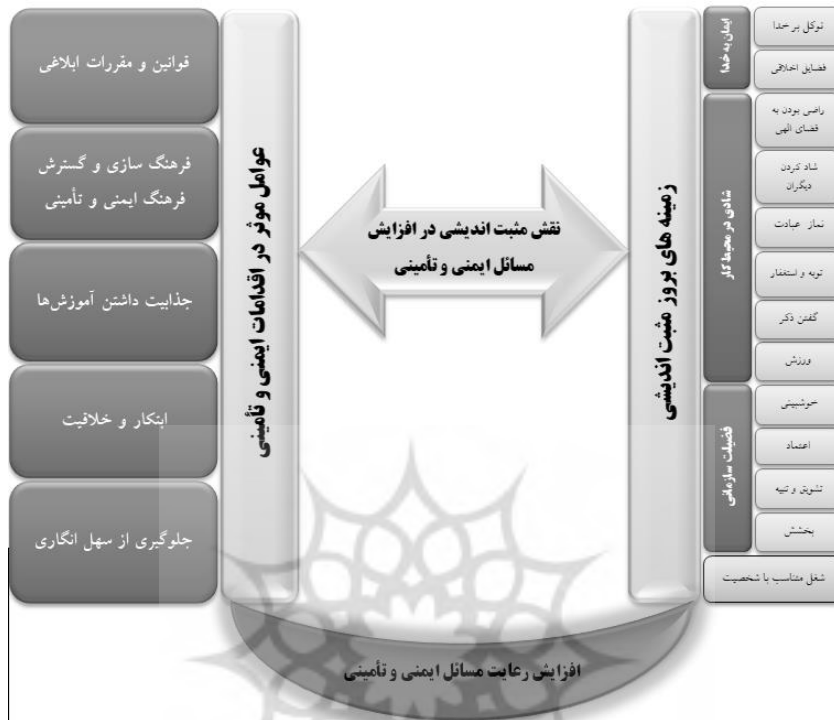 توکل بر خدا
فضایل اخلاقی
ایمان به خدا
راضی بودن به
قضای الهی
شاد کردن
دیگران
نماز عبادت
توبه و استغفار
گفتن ذکر
ورزش
شادی در محیط کار
خوشبینی
اعتماد
تشویق و تنبیه
بخشش
فضیلت سازمانی
شغل متناسب با شخصیت
زمینه های بروز مثبت اندیشی
نقش مثبت اندیشی در افزایش
مسائل ایمنی و تأمینی
عوامل موثر در اقدامات ایمنی و تأمینی
قوانین و مقررات ابلاغی
فرهنگ سازی و گسترش
فرهنگ ایمنی و تأمینی
جذابیت داشتن آموزش‌ها
ابتکار و خلاقیت
جلوگیری از سهل انگاری
افزایش رعایت مسائل ایمنی و تأمینی